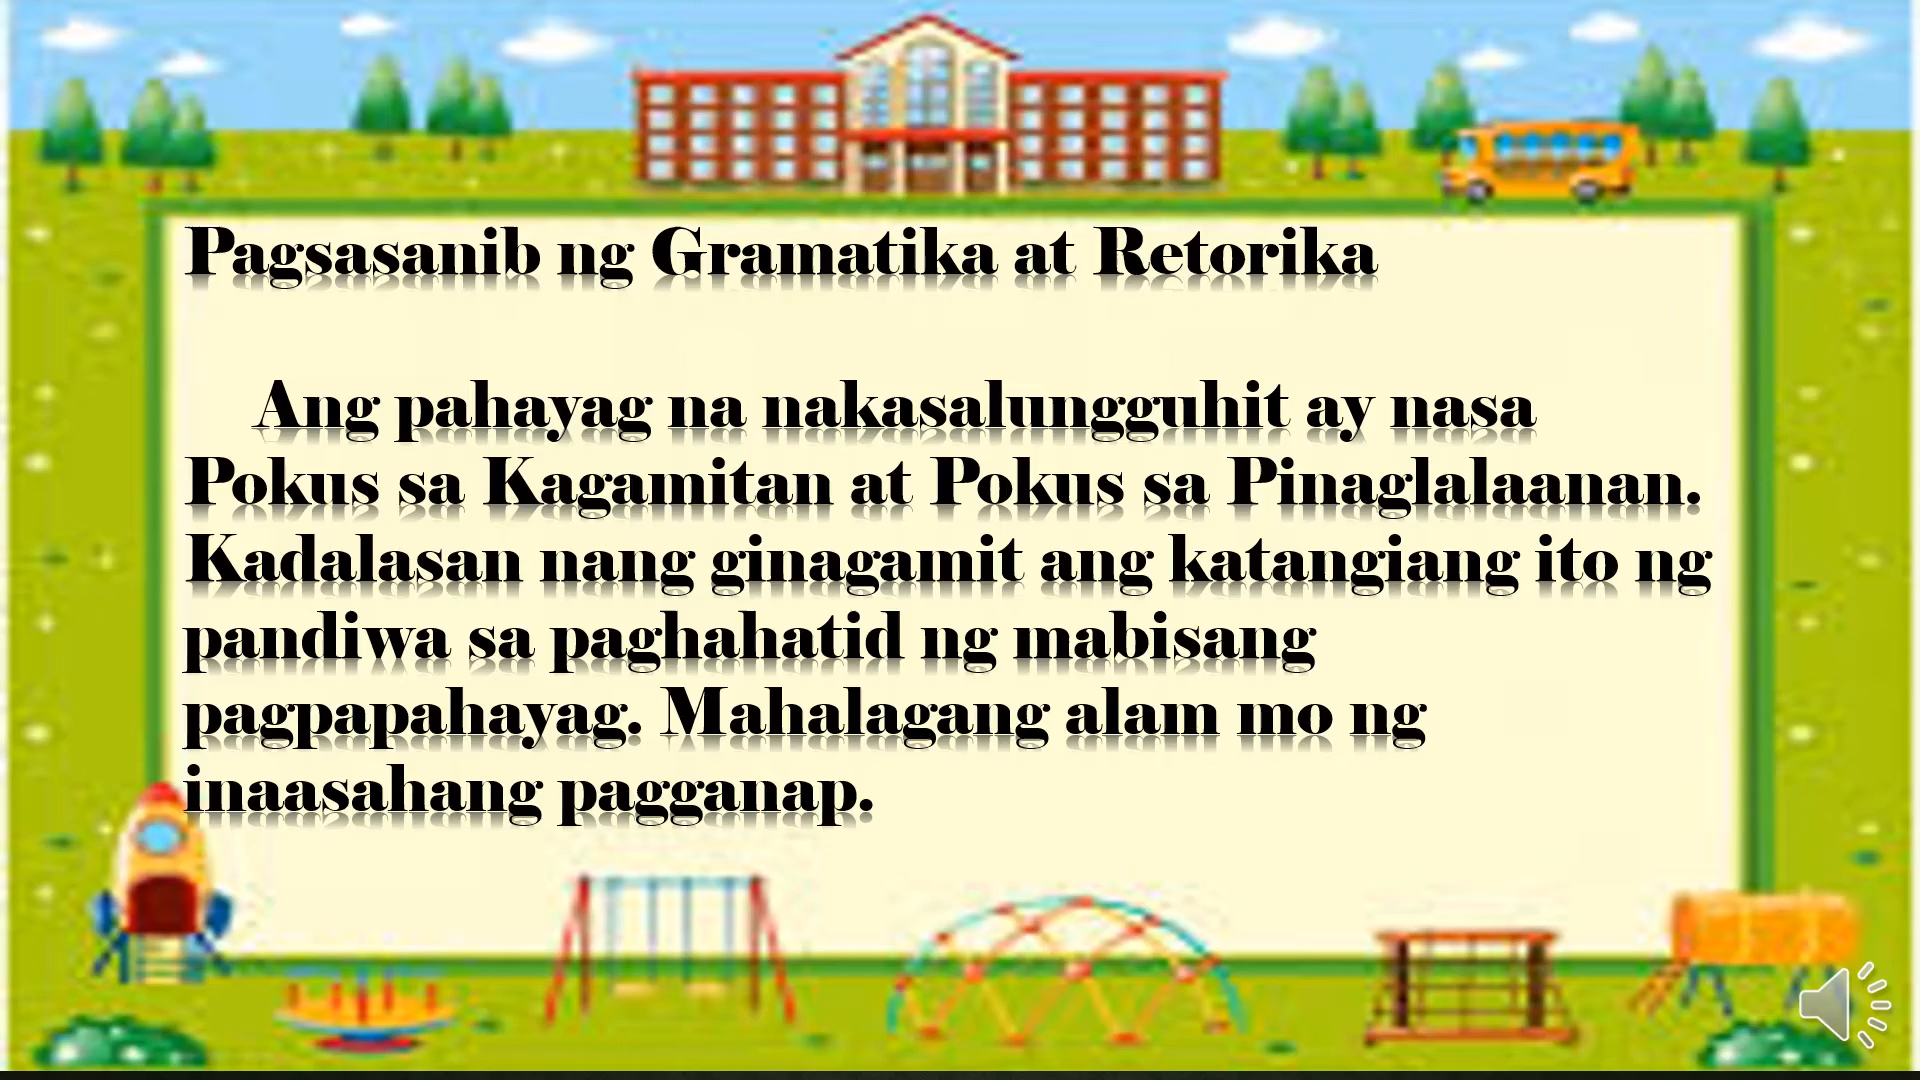 Pagsasanib ng Gramatika at Retorika
Ang pahayag na nakasalungguhit ay nasa
Pokus sa Kagamitan at Pokus sa Pinaglalaanan.
Kadalasan nang ginagamit ang katangiang ito ng
pandiwa sa paghahatid ng mabisang
pagpapahayag. Mahalagang alam mo ng
inaasahang pagganap.